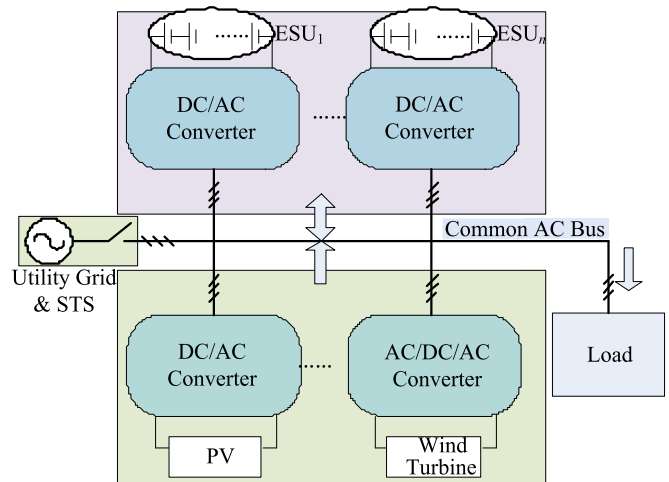 ESU1
ESUn
DC/AC
Converter
......
DC/AC
Converter
Common AC Bus
Utility Grid
& STS
DC/AC
Converter
......
AC/DC/AC
Converter
Load
PV
Wind
Turbine